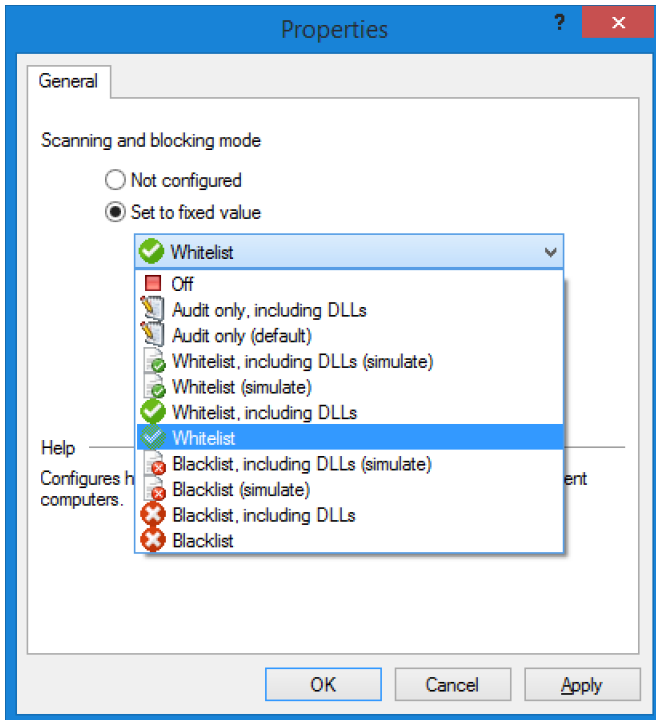 Properties
?
General
Scanning and blocking mode
Not configured
Set to fixed value
Whitelist
Off
Audit only, including DLLs
Audit only (default)
Whitelist, including DLLs (simulate)
Whitelist (simulate)
Whitelist, including DLLs
Whitelist
Blacklist, including DLLs (simulate)
Blacklist (simulate)
Blacklist, including DLLs
Blacklist
Help
Configures h ent
computers.
OK Cancel Apply